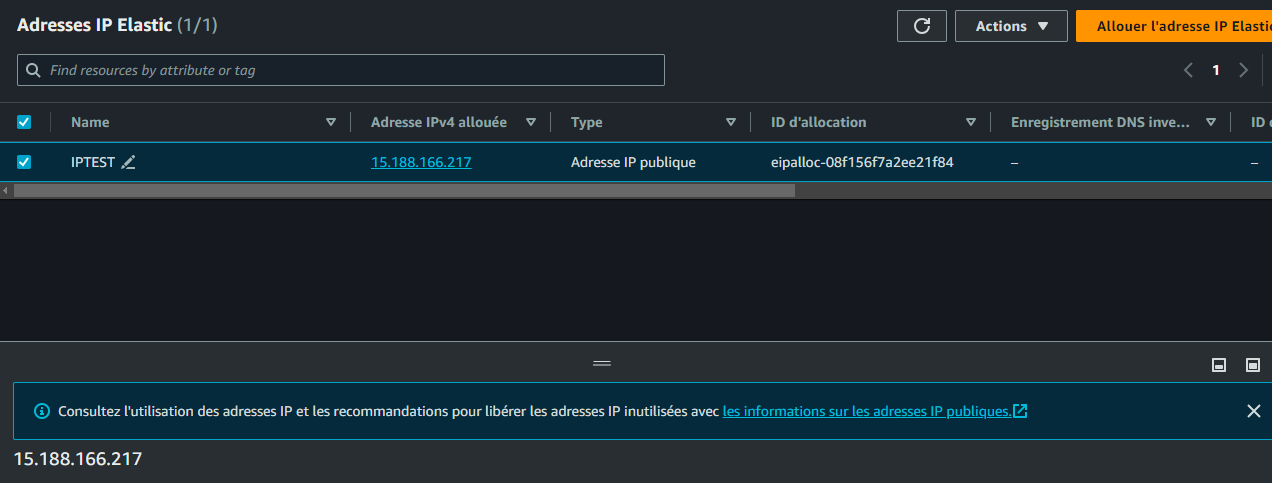 Adresses IP Elastic (1/1)
Actions
Allouer l'adresse IP Elastic
Find resources by attribute or tag
1
Name
Adresse IPv4 allouée
Type
ID d'allocation
Enregistrement DNS inve...
ID
IPTEST
15.188.166.217
Adresse IP publique
eipalloc-08f156f7a2ee21f84
–
–
Consultez l'utilisation des adresses IP et les recommandations pour libérer les adresses IP inutilisées avec les informations sur les adresses IP publiques.
15.188.166.217